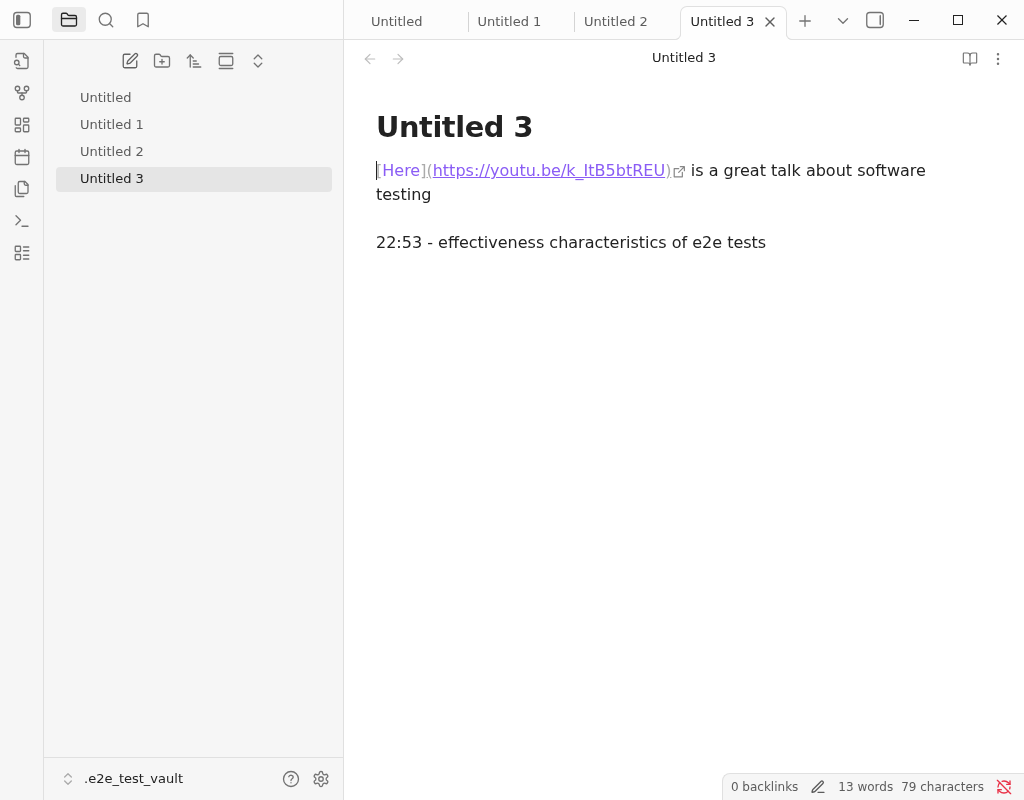 Untitled
Untitled 1
Untitled 2
Untitled 3
Untitled 3
Untitled
Untitled 1
Untitled 2
Untitled 3
Untitled 3
[Here](https://youtu.be/k_ItB5btREU) is a great talk about software
testing
22:53 - effectiveness characteristics of e2e tests
.e2e_test_vault
0 backlinks
13 words
79 characters